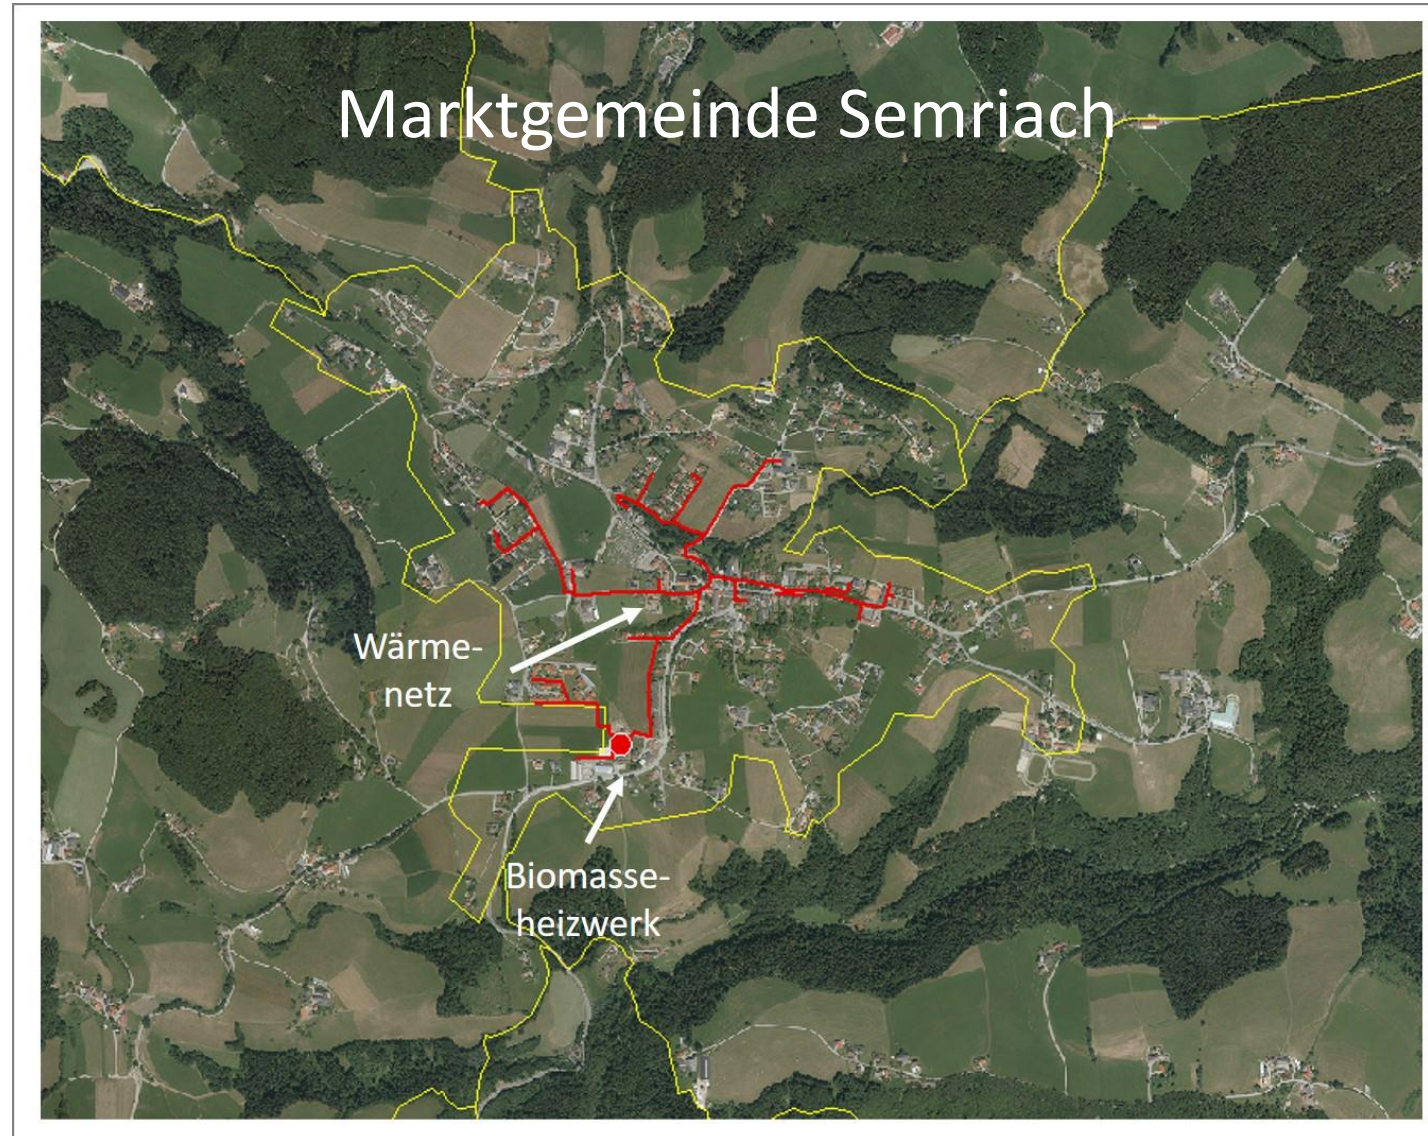 Marktgemeinde Semriach
Wärme-
netz
Biomasse-
heizwerk